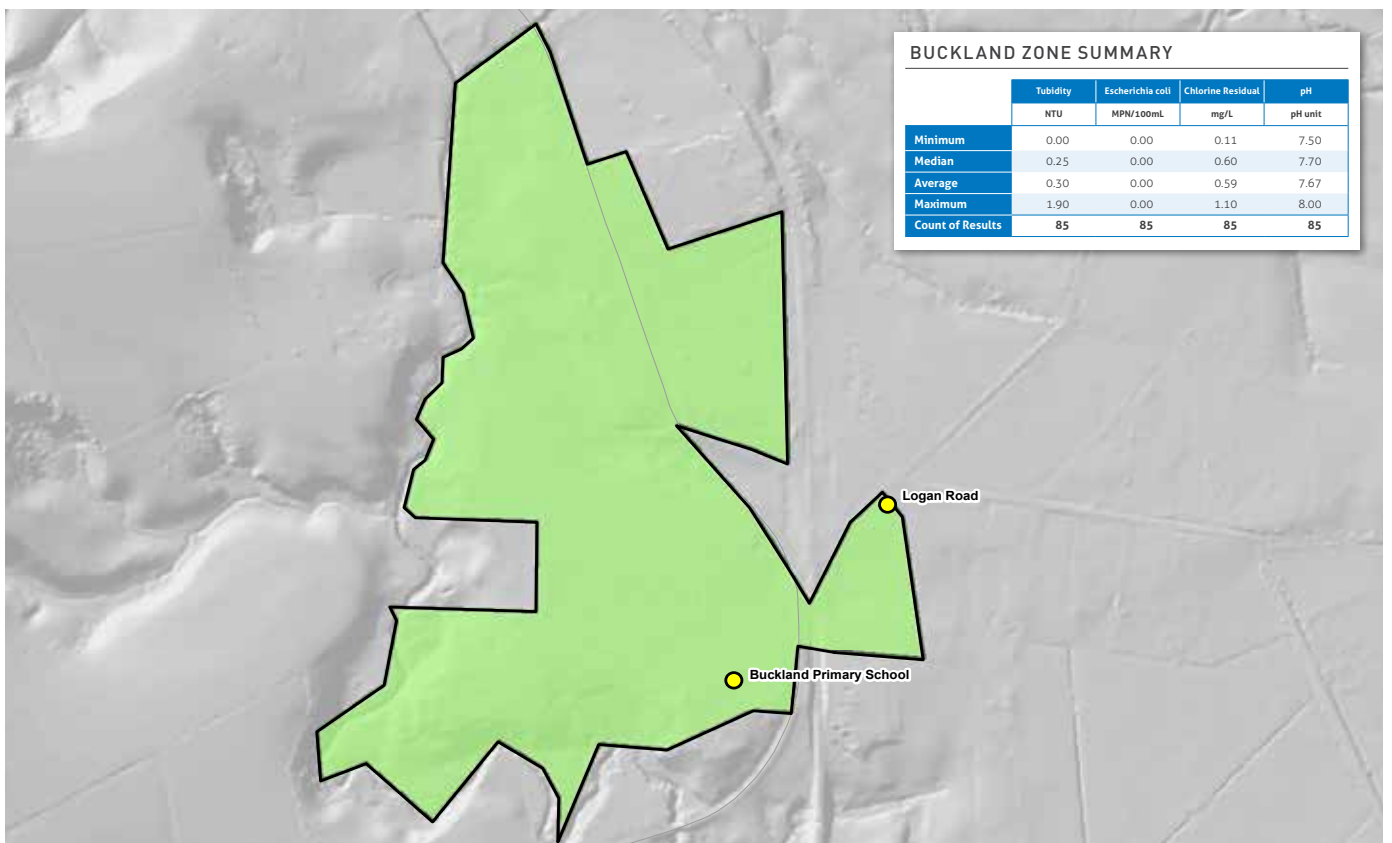 BUCKLAND ZONE SUMMARY
Tubidity Escherichia coli Chlorine Residual pH
NTU MPN/100mL mg/L pH unit
Minimum 0.00 0.00 0.11 7.50
Median 0.25 0.00 0.60 7.70
Average 0.30 0.00 0.59 7.67
Maximum 1.90 0.00 1.10 8.00
Count of Results 85 85 85 85
Logan Road
Buckland Primary School